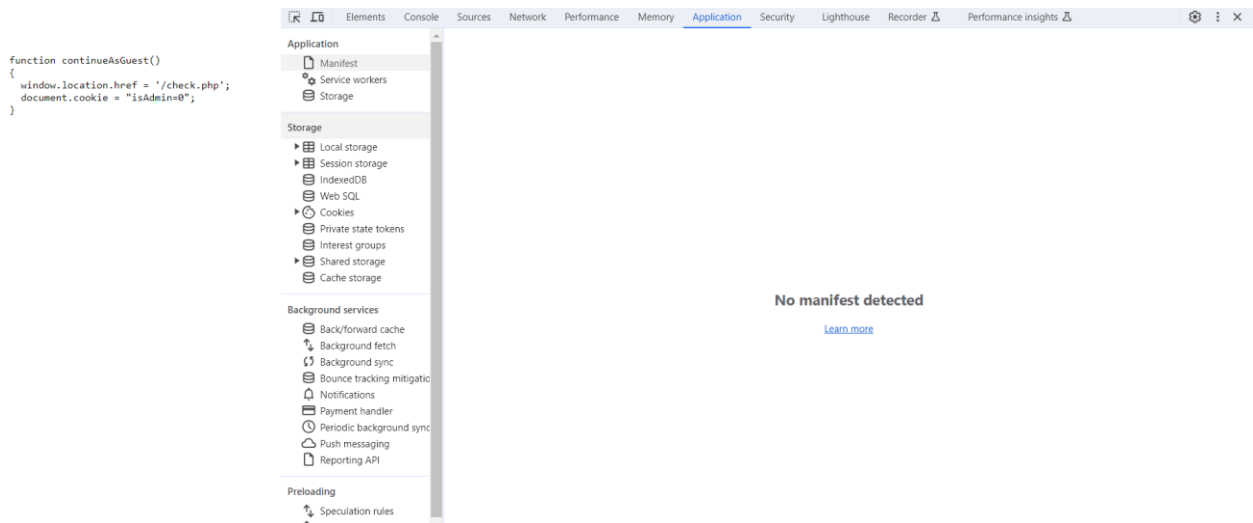 function continueAsGuest()
{
window.location.href = '/check.php';
document.cookie = "isAdmin=0";
}
Elements Console Sources Network Performance Memory Application Security Lighthouse Recorder Performance insights
Application
Manifest
Service workers
Storage
Storage
Local storage
Session storage
IndexedDB
Web SQL
Cookies
Private state tokens
Interest groups
Shared storage
Cache storage
Background services
Back/forward cache
Background fetch
Background sync
Bounce tracking mitigatic
Notifications
Payment handler
Periodic background sync
Push messaging
Reporting API
Preloading
Speculation rules
No manifest detected
Learn more